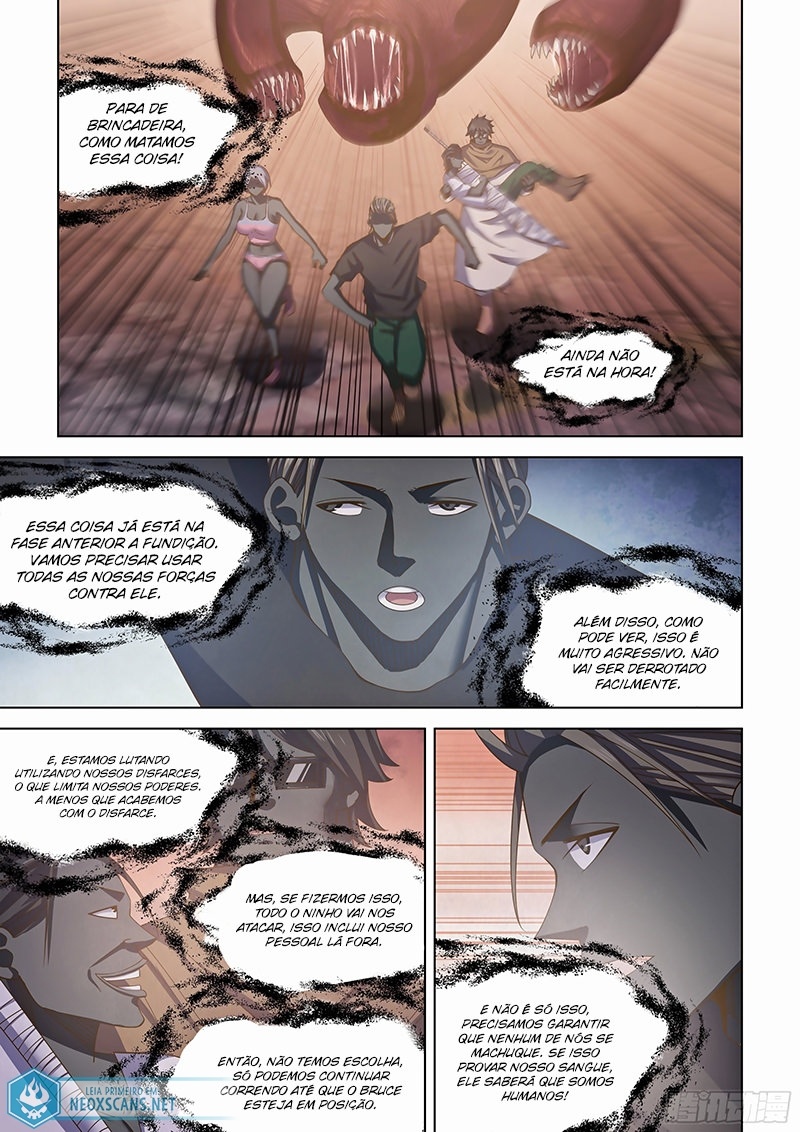 PARA DE
BRINCADEIRA,
COMO MATAMOS
ESSA COISA!
AINDA NÃO
ESTÁ NA HORA!
ESSA COISA JÁ ESTÁ NA
FASE ANTERIOR A FUNDIÇÃO.
VAMOS PRECISAR USAR
TODAS AS NOSSAS FORÇAS
CONTRA ELE.
ALÉM DISSO, COMO
PODE VER, ISSO É
MUITO AGRESSIVO. NÃO
VAI SER DERROTADO
FACILMENTE.
E, ESTAMOS LUTANDO
UTILIZANDO NOSSOS DISFARCES,
O QUE LIMITA NOSSOS PODERES.
A MENOS QUE ACABEMOS
COM O DISFARCE.
MAS, SE FIZERMOS ISSO,
TODO O NINHO VAI NOS
ATACAR, ISSO INCLUI NOSSO
PESSOAL LÁ FORA.
ENTÃO, NÃO TEMOS ESCOLHA,
SÓ PODEMOS CONTINUAR
CORRENDO ATÉ QUE O BRUCE
ESTEJA EM POSIÇÃO.
E NÃO É SÓ ISSO,
PRECISAMOS GARANTIR
QUE NENHUM DE NÓS SE
MACHUQUE. SE ISSO
PROVAR NOSSO SANGUE,
ELE SABERÁ QUE SOMOS
HUMANOS!
LEIA PRIMEIRO EM:
NEOXSCANS.NET
腾讯动漫